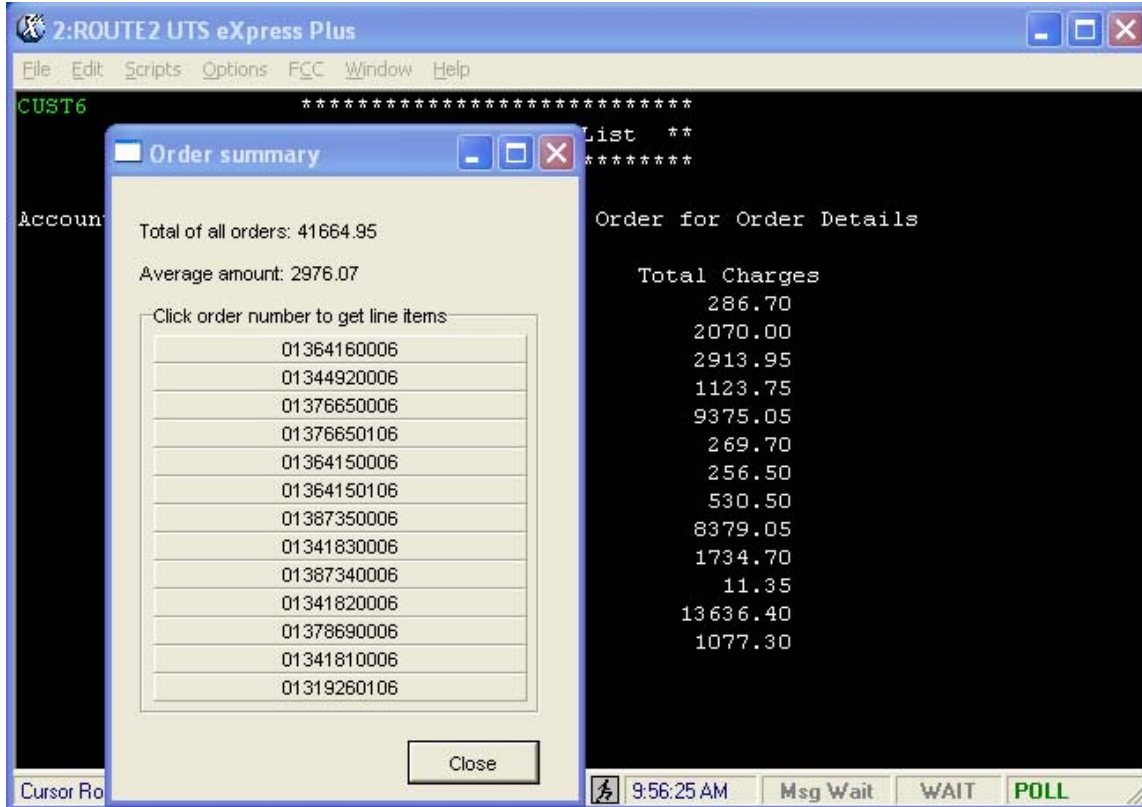 2:ROUTE2 UTS eXpress Plus
File Edit Scripts Options FCC Window Help
CUST6 ****************************
List **
********
Order summary
Accoun
Order for Order Details
Total of all orders: 41664.95
Average amount: 2976.07
Click order number to get line items
01364160006
01344920006
01376650006
01376650106
01364150006
01364150106
01387350006
01341830006
01387340006
01341820006
01378690006
01341810006
01319260106
Close
Total Charges
286.70
2070.00
2913.95
1123.75
9375.05
269.70
256.50
530.50
8379.05
1734.70
11.35
13636.40
1077.30
Cursor Ro
9:56:25 AM Msg Wait WAIT POLL